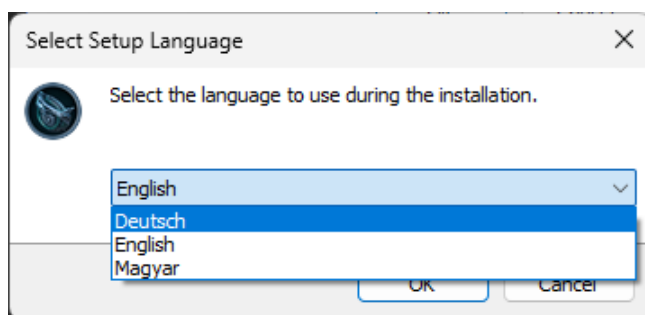 Select Setup Language
Select the language to use during the installation.
English
Deutsch
English
Magyar
OK
Cancel